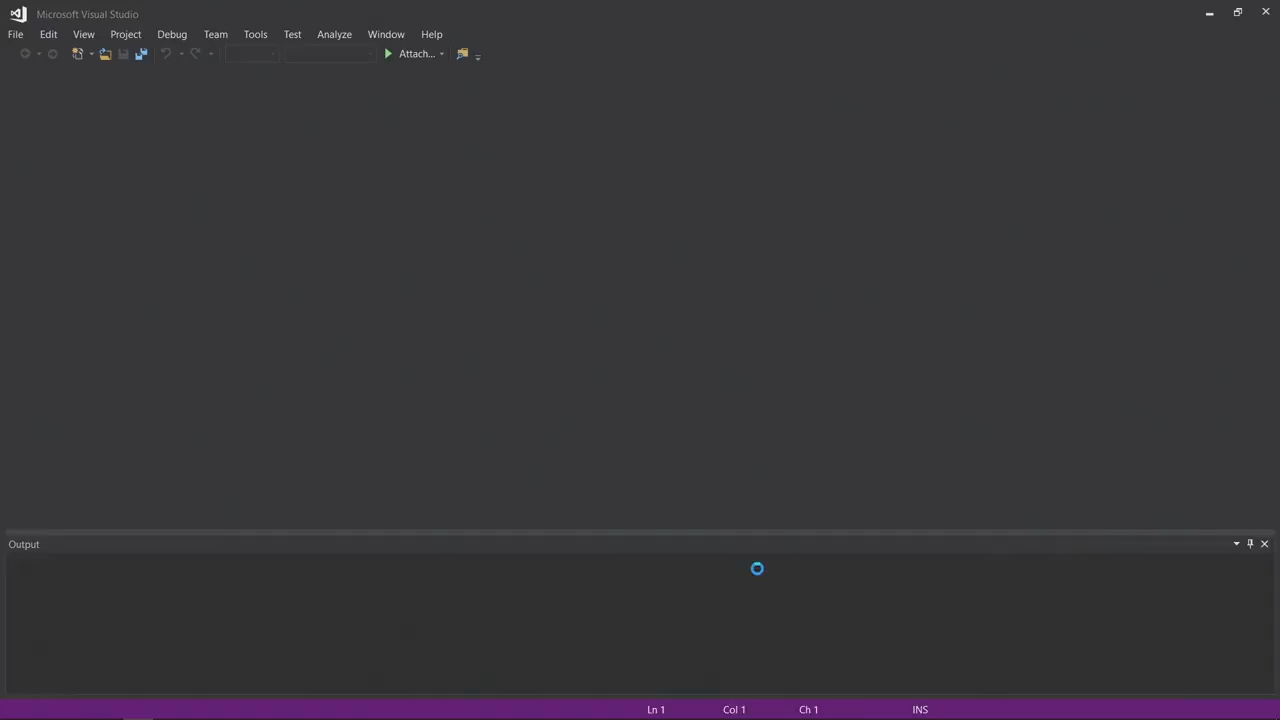 Microsoft Visual Studio
File Edit View Project Debug Team Tools Test Analyze Window Help
Attach...
Output
Ln 1 Col 1 Ch 1 INS